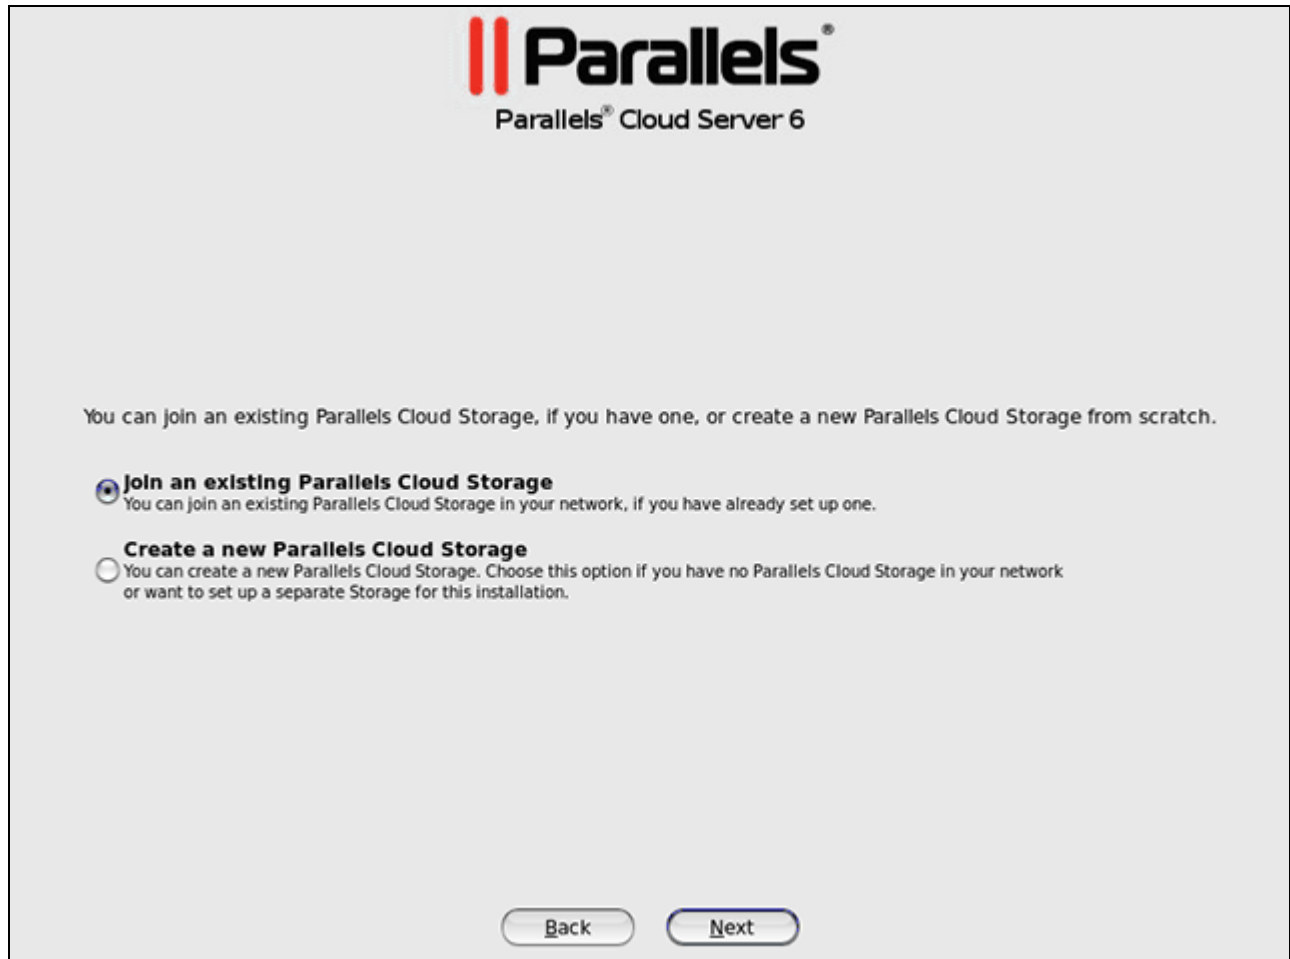 Parallels®
Parallels® Cloud Server 6
You can join an existing Parallels Cloud Storage, if you have one, or create a new Parallels Cloud Storage from scratch.
Join an existing Parallels Cloud Storage
You can join an existing Parallels Cloud Storage in your network, if you have already set up one.
Create a new Parallels Cloud Storage
You can create a new Parallels Cloud Storage. Choose this option if you have no Parallels Cloud Storage in your network
or want to set up a separate Storage for this installation.
Back Next